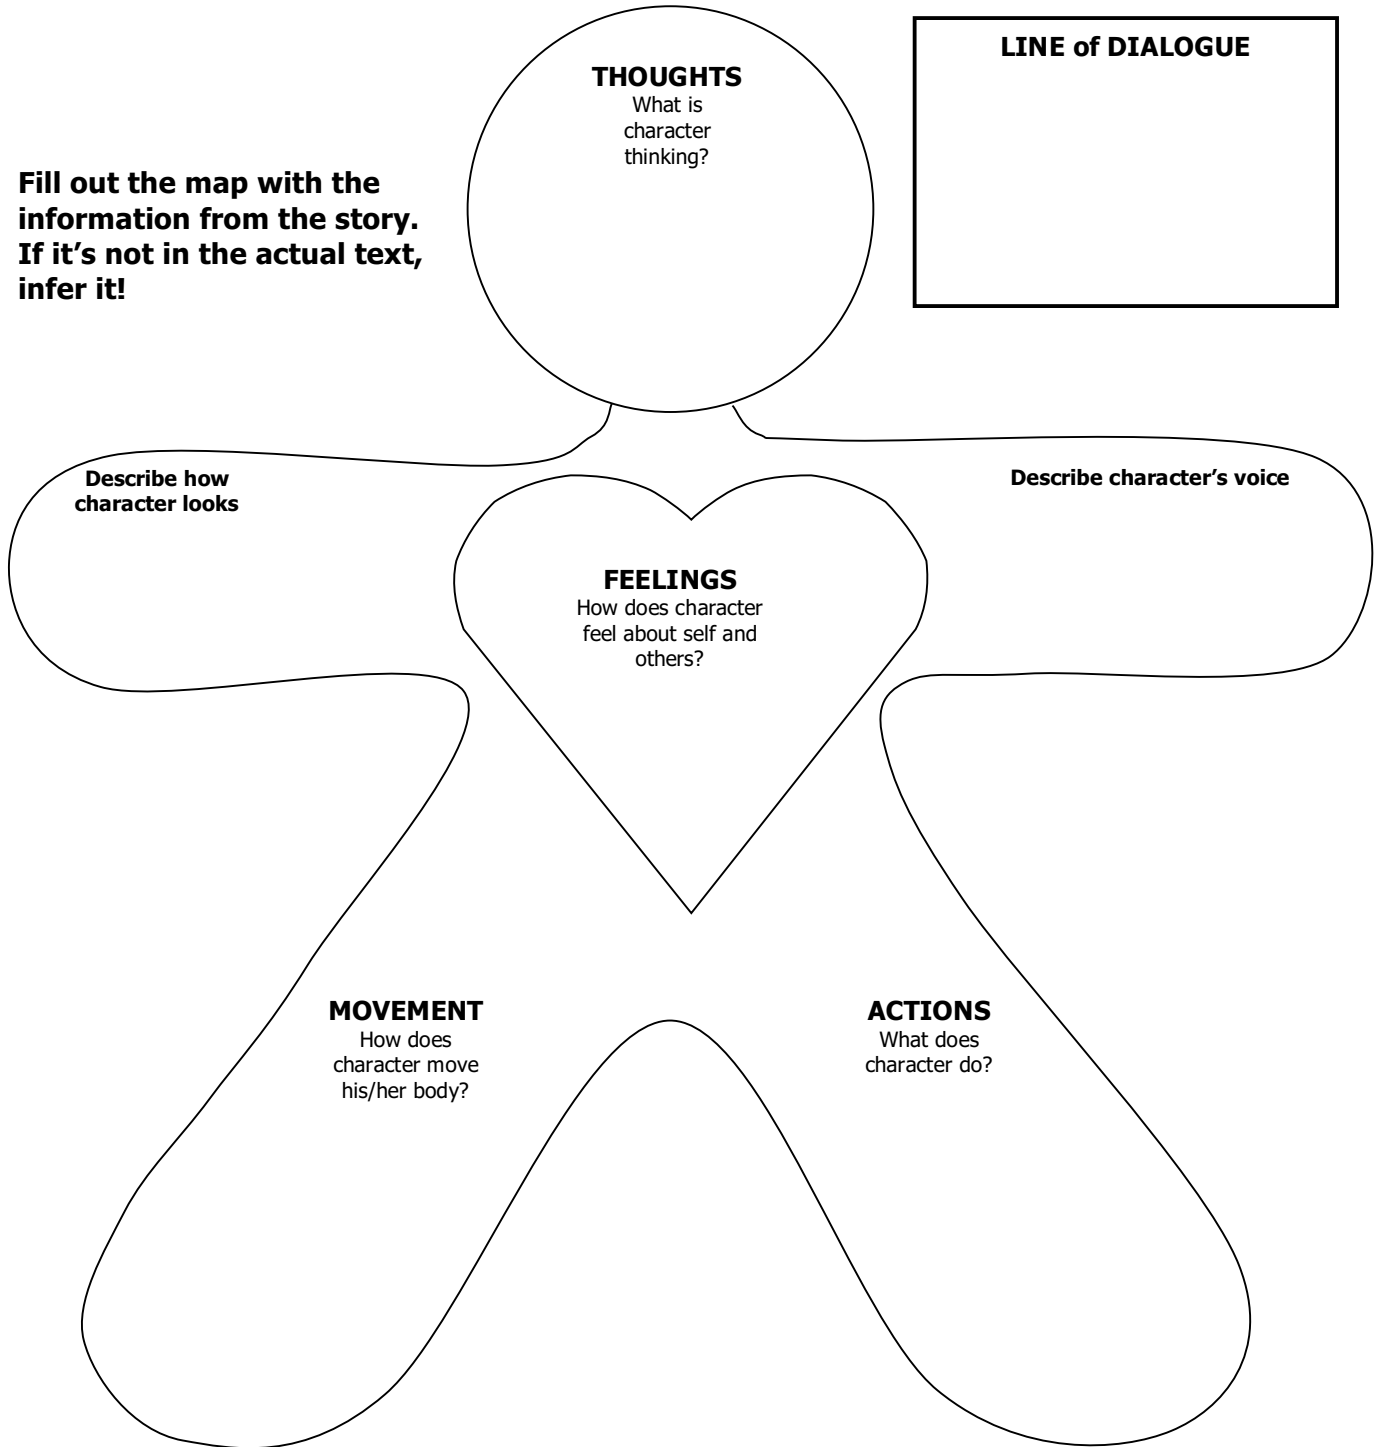 THOUGHTS
What is
character
thinking?
LINE of DIALOGUE
Fill out the map with the
information from the story.
If it’s not in the actual text,
infer it!
Describe how
character looks
Describe character’s voice
FEELINGS
How does character
feel about self and
others?
MOVEMENT
How does
character move
his/her body?
ACTIONS
What does
character do?